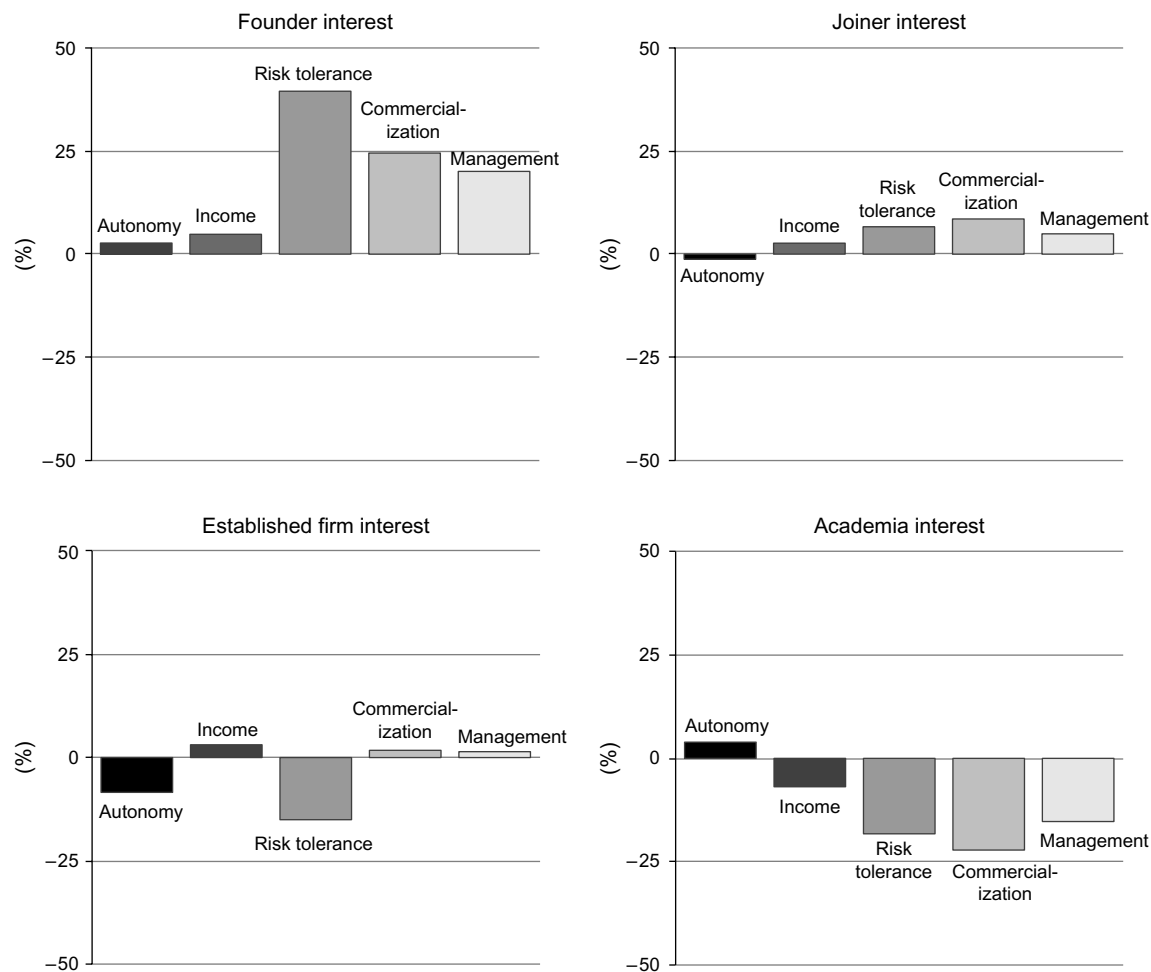 Founder interest
50
25
0
–25
–50
(%)
Autonomy
Income
Risk tolerance
Commercial-
ization
Management
Joiner interest
50
25
0
–25
–50
(%)
Autonomy
Income
Risk
tolerance
Commercial-
ization
Management
Established firm interest
50
25
0
–25
–50
(%)
Autonomy
Income
Risk tolerance
Commercial-
ization
Management
Academia interest
50
25
0
–25
–50
(%)
Autonomy
Income
Risk
tolerance
Commercial-
ization
Management